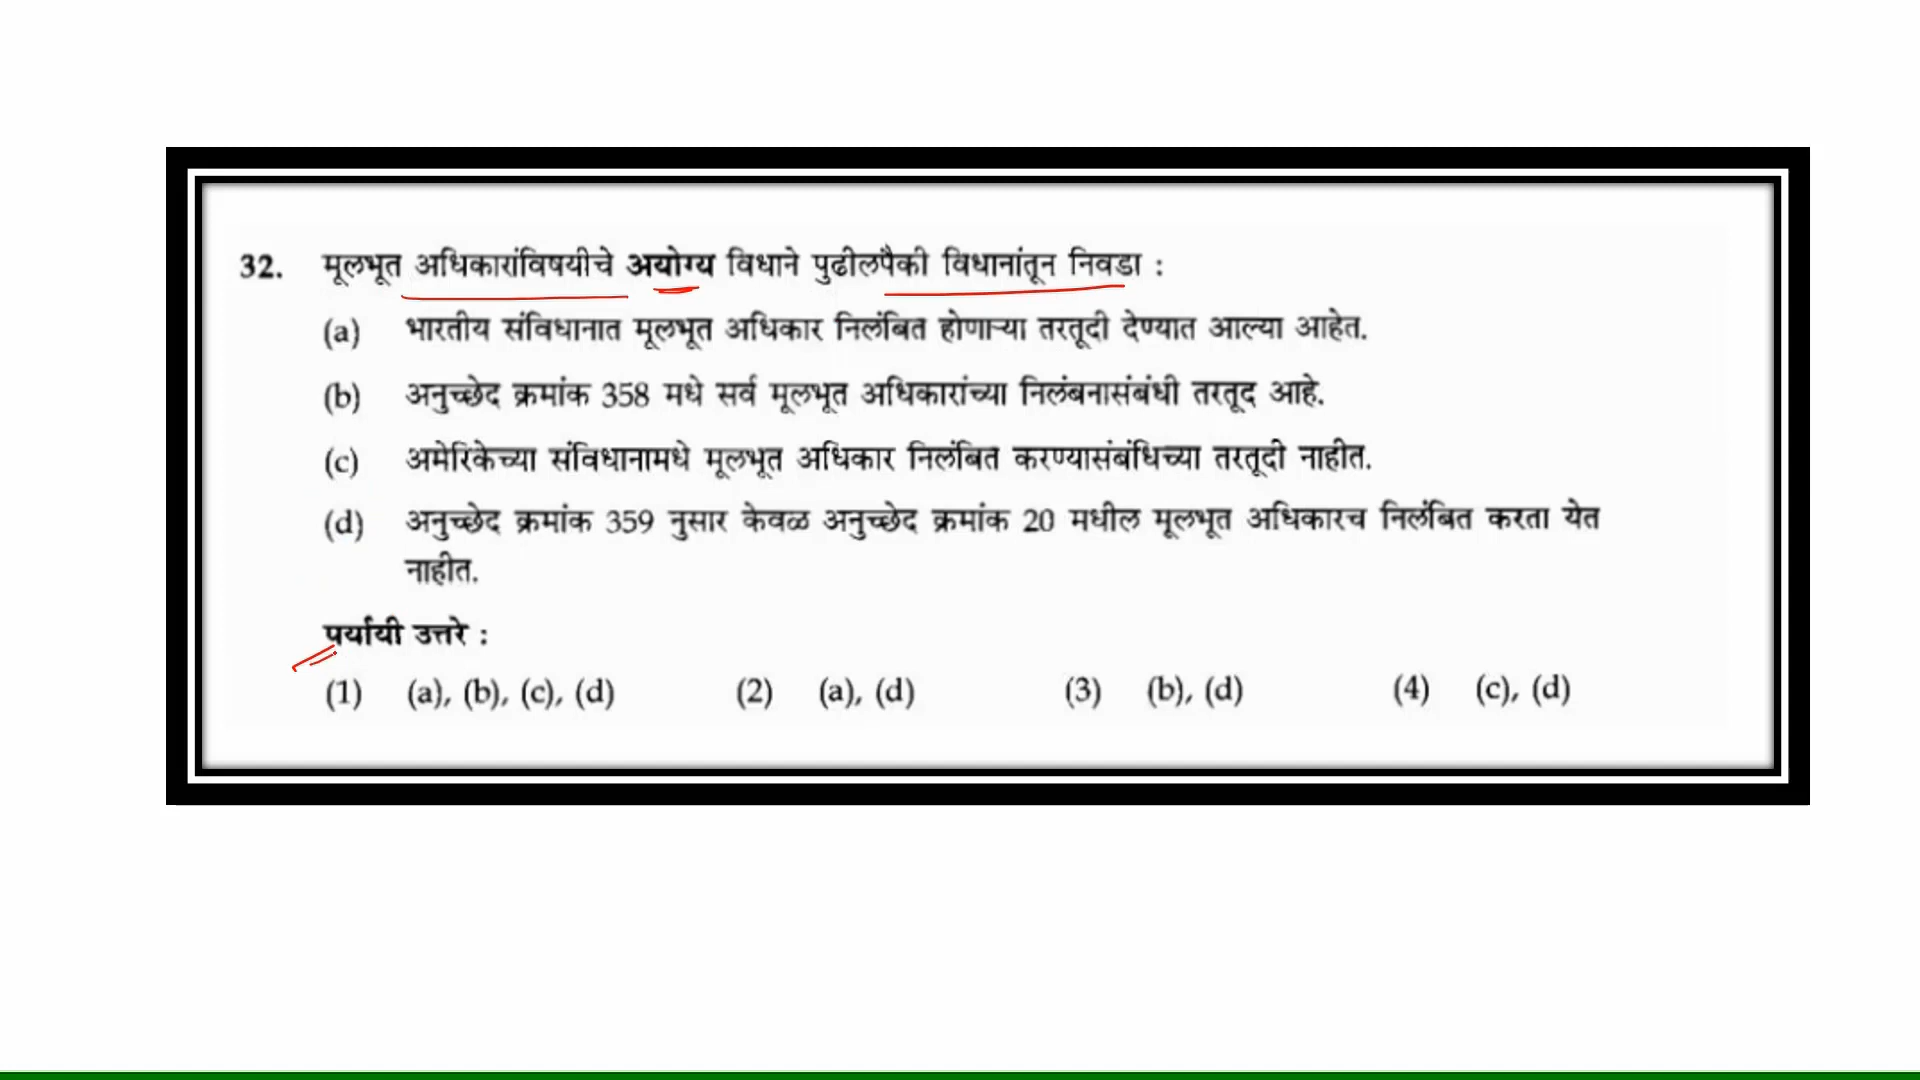 32. मूलभूत अधिकारांविषयीचे अयोग्य विधाने पुढीलपैकी विधानांतून निवडा :
(a) भारतीय संविधानात मूलभूत अधिकार निलंबित होणाऱ्या तरतूदी देण्यात आल्या आहेत.
(b) अनुच्छेद क्रमांक 358 मधे सर्व मूलभूत अधिकारांच्या निलंबनासंबंधी तरतूद आहे.
(c) अमेरिकेच्या संविधानामधे मूलभूत अधिकार निलंबित करण्यासंबंधिच्या तरतूदी नाहीत.
(d) अनुच्छेद क्रमांक 359 नुसार केवळ अनुच्छेद क्रमांक 20 मधील मूलभूत अधिकारच निलंबित करता येत
नाहीत.
पर्यायी उत्तरे :
(1) (a), (b), (c), (d) (2) (a), (d) (3) (b), (d) (4) (c), (d)